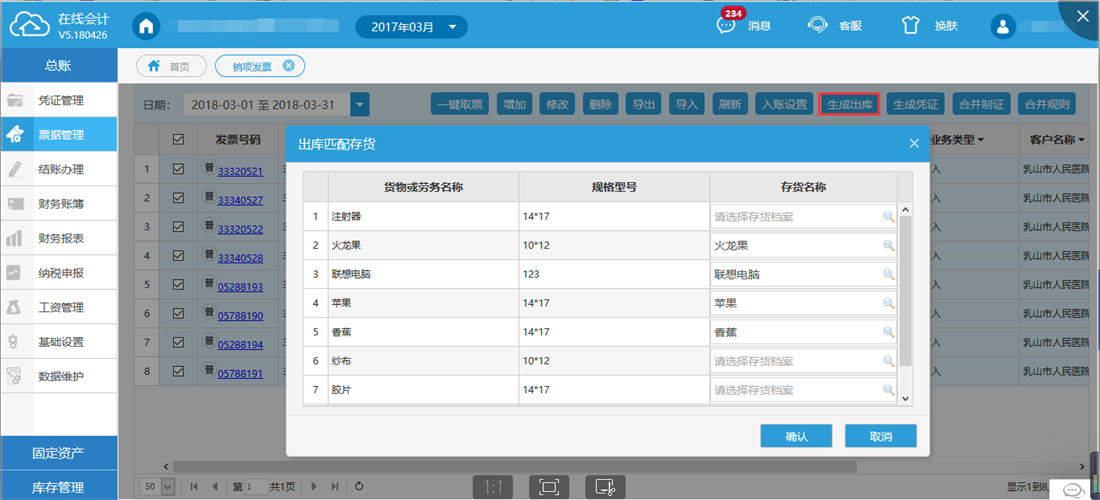 在线会计
V5.180426
2017年03月
234
消息
客服
换肤
总账
首页
销项发票
凭证管理
票据管理
结账办理
财务账簿
财务报表
纳税申报
工资管理
基础设置
数据维护
固定资产
库存管理
日期: 2018-03-01 至 2018-03-31
一键取票 增加 修改 删除 导出 导入 刷新 入账设置 生成出库 生成凭证 合并制证 合并规则
发票号码 业务类型 客户名称
1 普 33320521 入 乳山市人民医院
2 普 33340527 入 乳山市人民医院
3 普 33320522 入 乳山市人民医院
4 普 33340528 入 乳山市人民医院
5 普 05288193 入 乳山市人民医院
6 普 05788190 入 乳山市人民医院
7 普 05288194 入 乳山市人民医院
8 普 05788191 入 乳山市人民医院
出库匹配存货
货物或劳务名称 规格型号 存货名称
1 注射器 14*17 请选择存货档案
2 火龙果 10*12 火龙果
3 联想电脑 123 联想电脑
4 苹果 14*17 苹果
5 香蕉 14*17 香蕉
6 纱布 10*12 请选择存货档案
7 胶片 14*17 请选择存货档案
确认 取消
50 第 1 共1页
1:1
显示1到8,